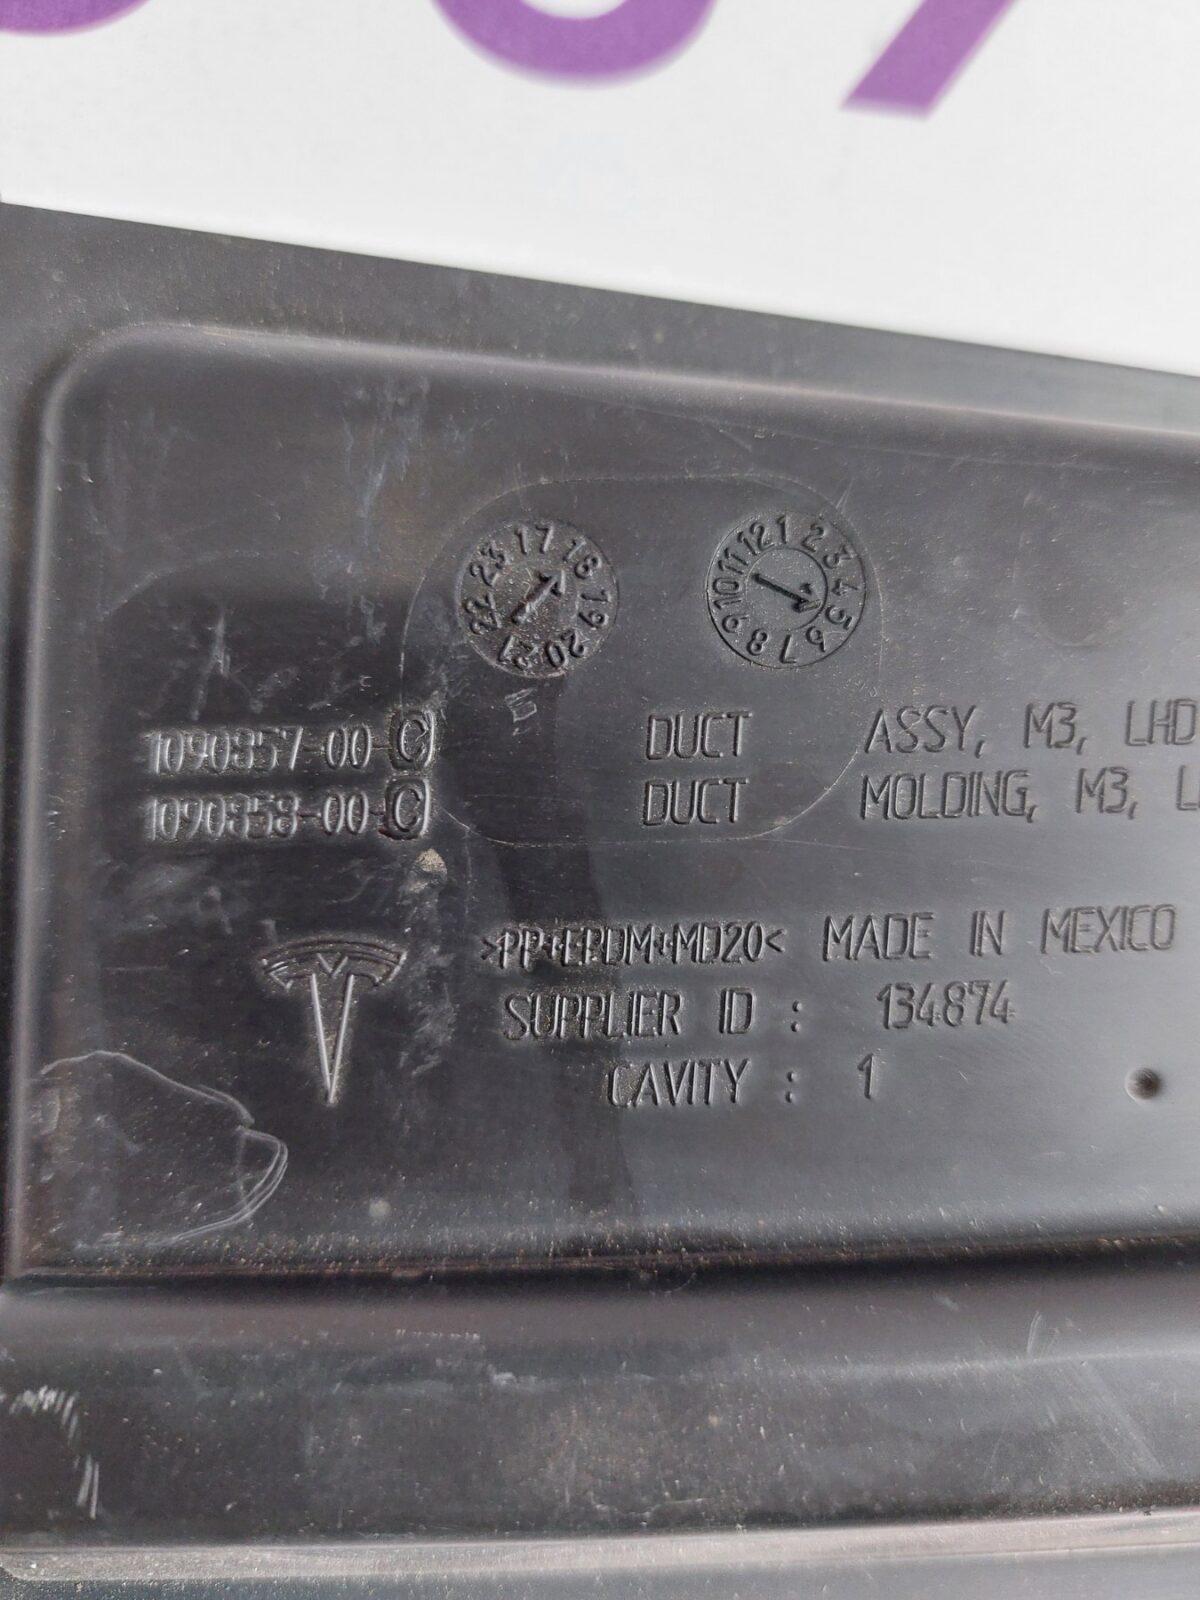 17 18 19 20 21 22 23
1 2 3 4 5 6 7 8 9 10 11 12
1090857-00-C DUCT ASSY, M3, LHD
1090858-00-C DUCT MOLDING, M3,
>PP+EPDM+MD20< MADE IN MEXICO
SUPPLIER ID : 134874
CAVITY : 1